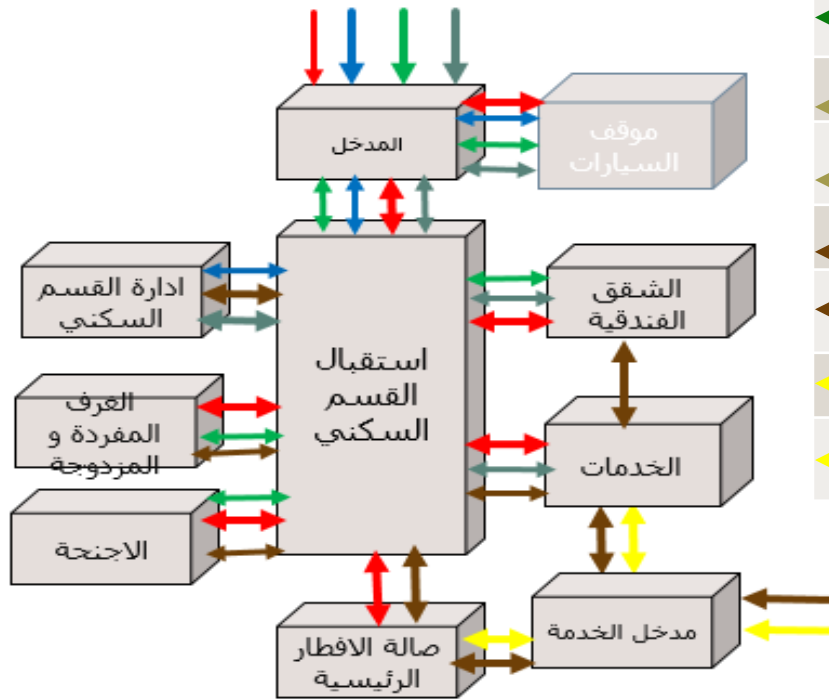 المدخل
موقف
السيارات
ادارة القسم
السكني
استقبال
القسم
السكني
الشقق
الفندقية
الغرف
المفردة و
المزدوجة
الخدمات
الاجنحة
صالة الافطار
الرئيسية
مدخل الخدمة